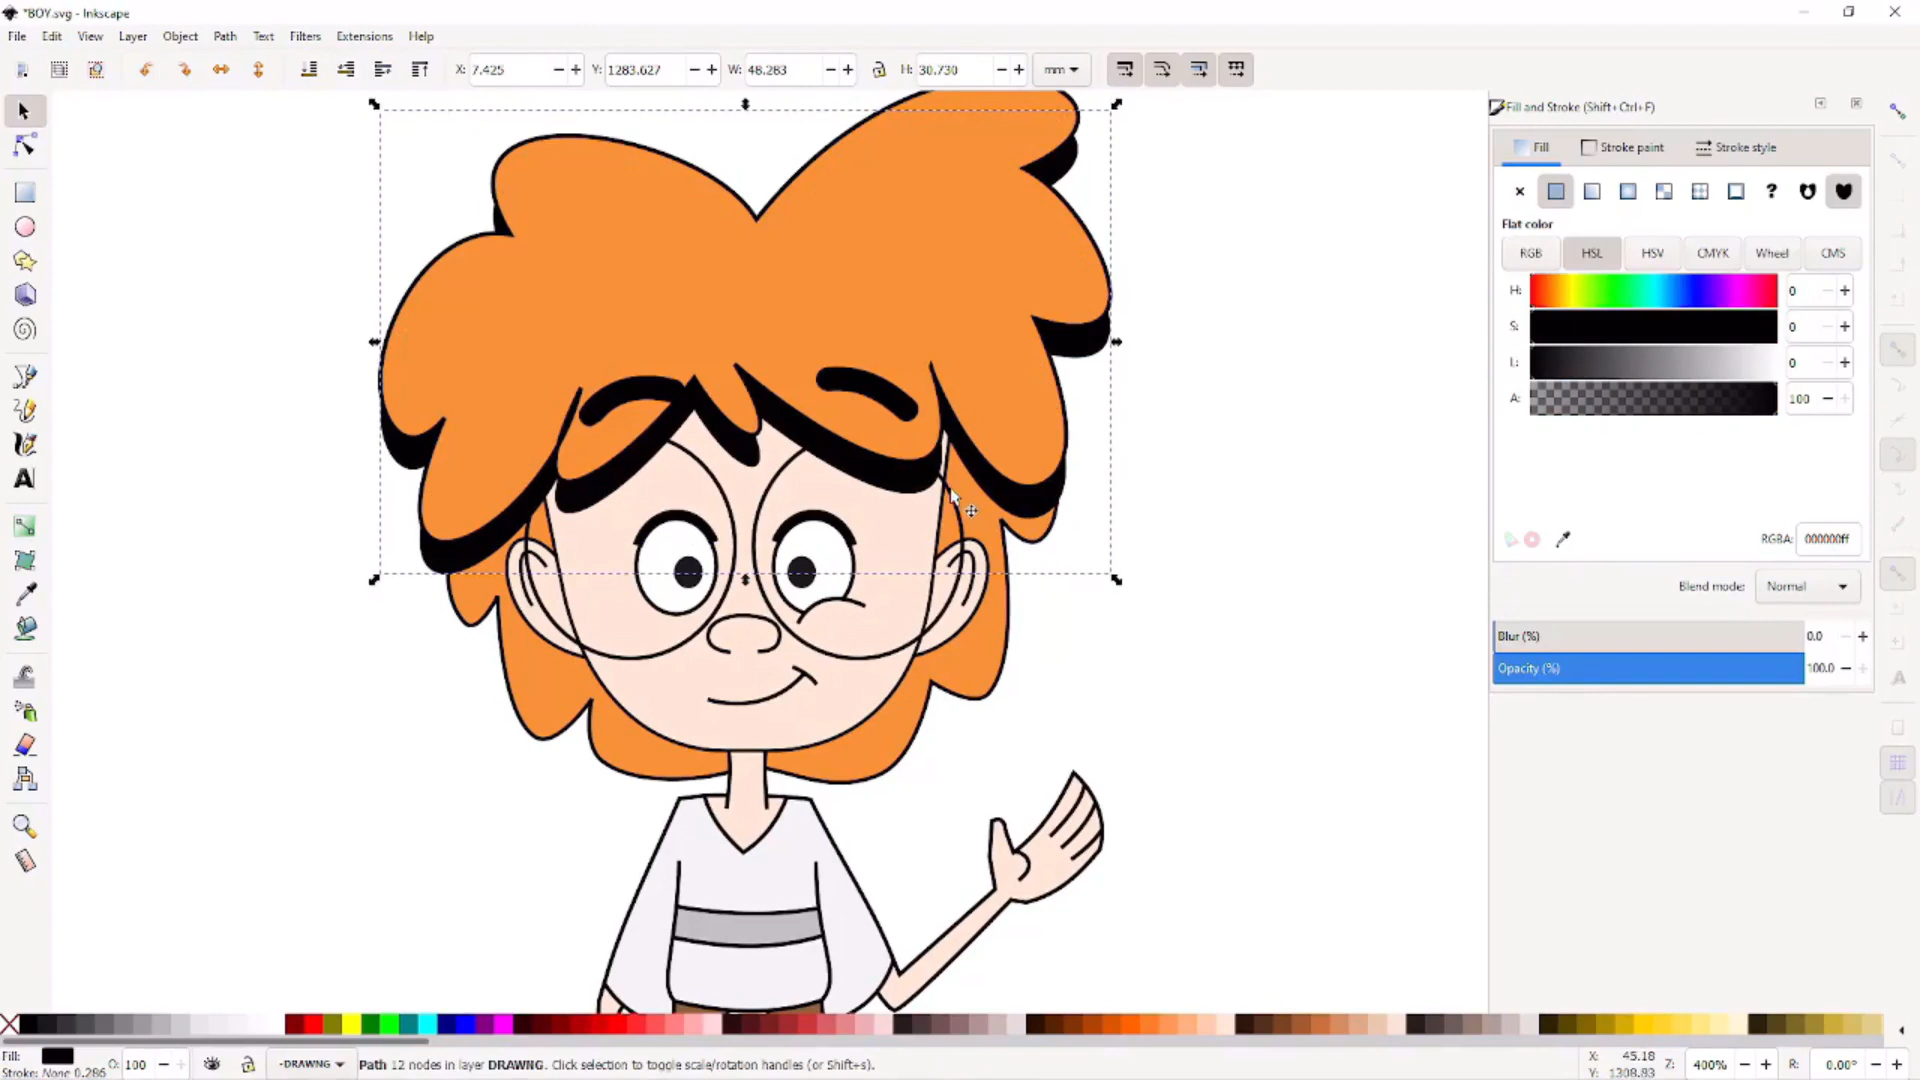 *BOY.svg - Inkscape
File Edit View Layer Object Path Text Filters Extensions Help
X: 7.425 Y: 1283.627 W: 48.283 H: 30.730 mm
Fill and Stroke (Shift+Ctrl+F)
Fill Stroke paint Stroke style
Flat color
RGB HSL HSV CMYK Wheel CMS
H: 0
S: 0
L: 0
A: 100
RGBA: 000000ff
Blend mode: Normal
Blur (%) 0.0
Opacity (%) 100.0
Fill: O: 100 -DRAWNG Path 12 nodes in layer DRAWNG. Click selection to toggle scale/rotation handles (or Shift+s). X: 45.18 Z: 400% R: 0.00°
Stroke: None 0.286 Y: 1308.83